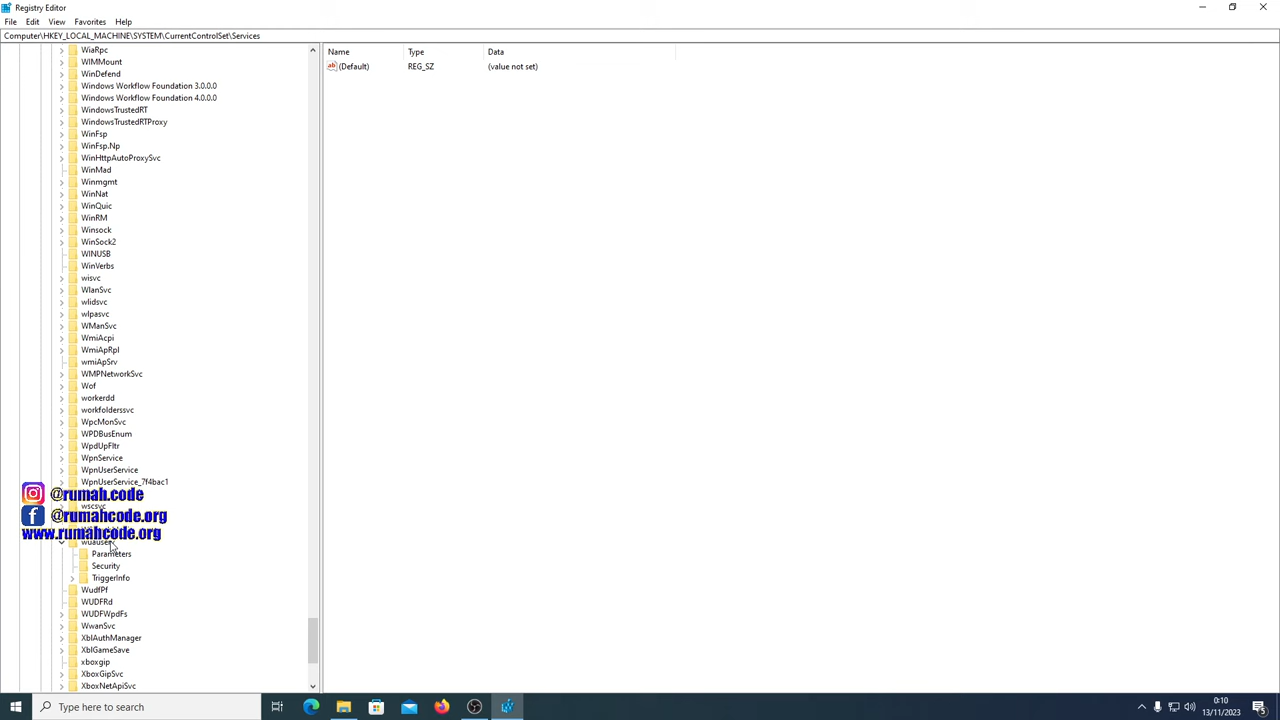 Registry Editor
File Edit View Favorites Help
Computer\HKEY_LOCAL_MACHINE\SYSTEM\CurrentControlSet\Services
Name Type Data
(Default) REG_SZ (value not set)
WiaRpc
WIMMount
WinDefend
Windows Workflow Foundation 3.0.0.0
Windows Workflow Foundation 4.0.0.0
WindowsTrustedRT
WindowsTrustedRTProxy
WinFsp
WinFsp.Np
WinHttpAutoProxySvc
WinMad
Winmgmt
WinNat
WinQuic
WinRM
Winsock
WinSock2
WINUSB
WinVerbs
wisvc
WlanSvc
wlidsvc
wlpasvc
WManSvc
WmiAcpi
WmiApRpl
wmiApSrv
WMPNetworkSvc
Wof
workerdd
workfolderssvc
WpcMonSvc
WPDBusEnum
WpdUpFltr
WpnService
WpnUserService
WpnUserService_7f4bac1
@rumah.code
wscsvc
@rumahcode.org
www.rumahcode.org
wuauserv
Parameters
Security
TriggerInfo
WudfPf
WUDFRd
WUDFWpdFs
WwanSvc
XblAuthManager
XblGameSave
xboxgip
XboxGipSvc
XboxNetApiSvc
Type here to search
0:10
13/11/2023
5